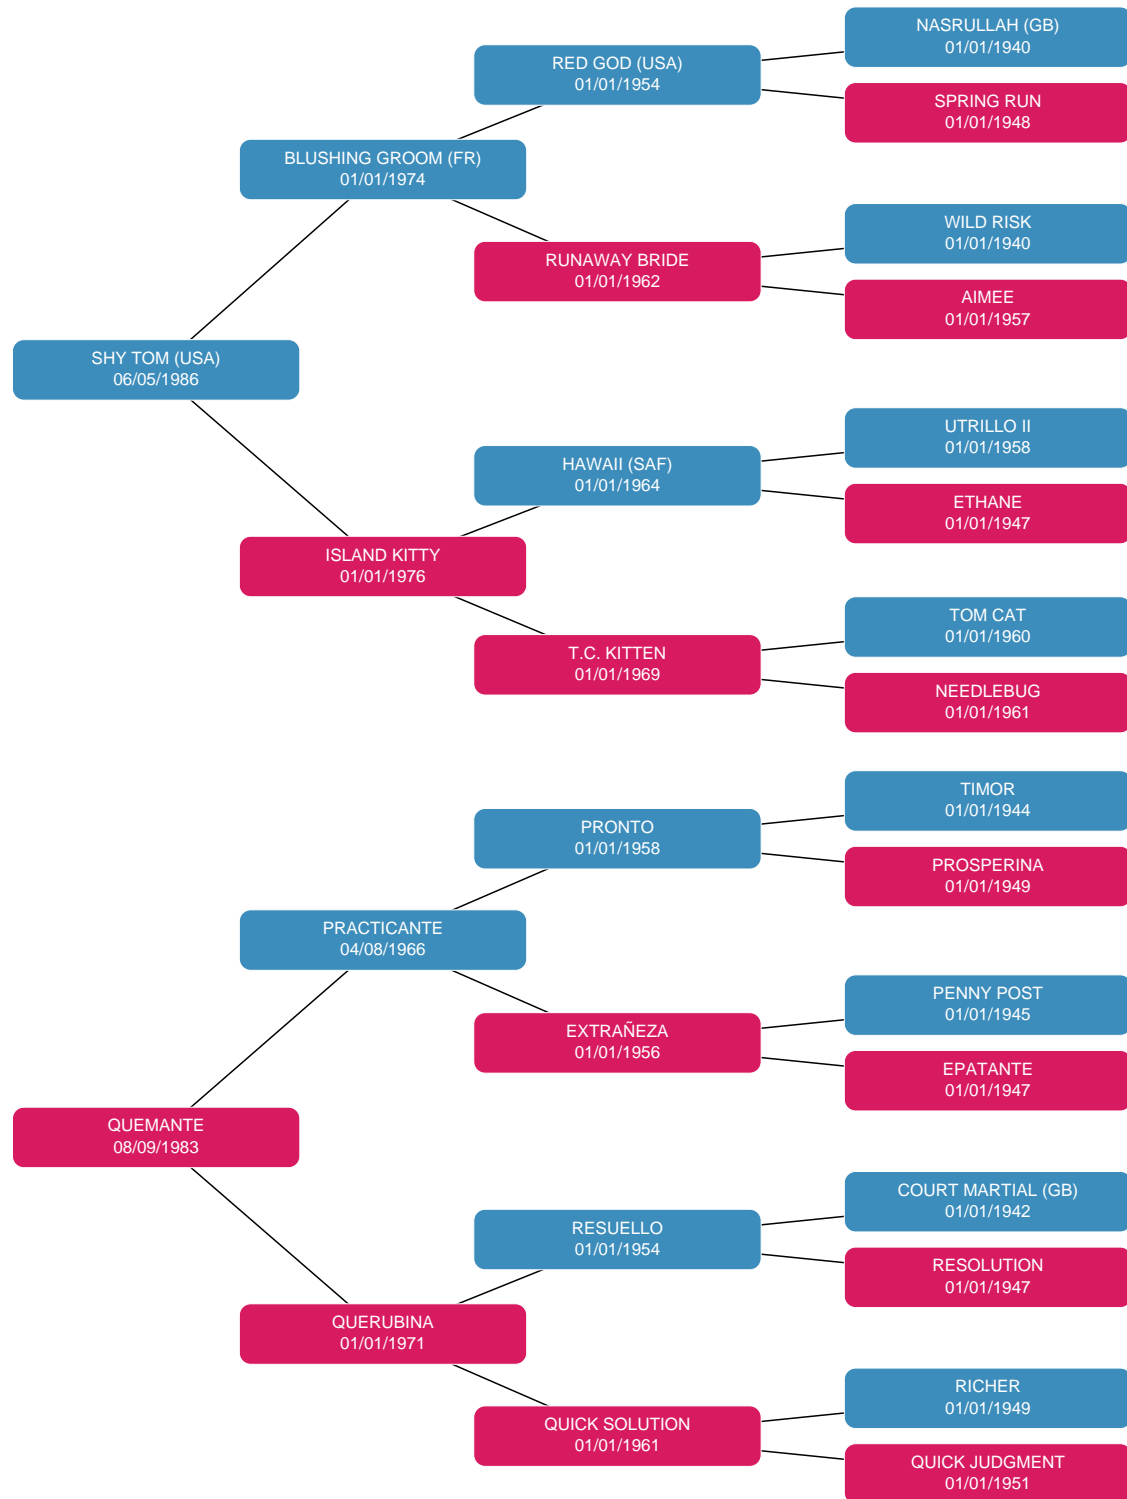 NASRULLAH (GB)
01/01/1940
RED GOD (USA)
01/01/1954
SPRING RUN
01/01/1948
BLUSHING GROOM (FR)
01/01/1974
WILD RISK
01/01/1940
RUNAWAY BRIDE
01/01/1962
AIMEE
01/01/1957
SHY TOM (USA)
06/05/1986
UTRILLO II
01/01/1958
HAWAII (SAF)
01/01/1964
ETHANE
01/01/1947
ISLAND KITTY
01/01/1976
TOM CAT
01/01/1960
T.C. KITTEN
01/01/1969
NEEDLEBUG
01/01/1961
TIMOR
01/01/1944
PRONTO
01/01/1958
PROSPERINA
01/01/1949
PRACTICANTE
04/08/1966
PENNY POST
01/01/1945
EXTRAÑEZA
01/01/1956
EPATANTE
01/01/1947
QUEMANTE
08/09/1983
COURT MARTIAL (GB)
01/01/1942
RESUELLO
01/01/1954
RESOLUTION
01/01/1947
QUERUBINA
01/01/1971
RICHER
01/01/1949
QUICK SOLUTION
01/01/1961
QUICK JUDGMENT
01/01/1951